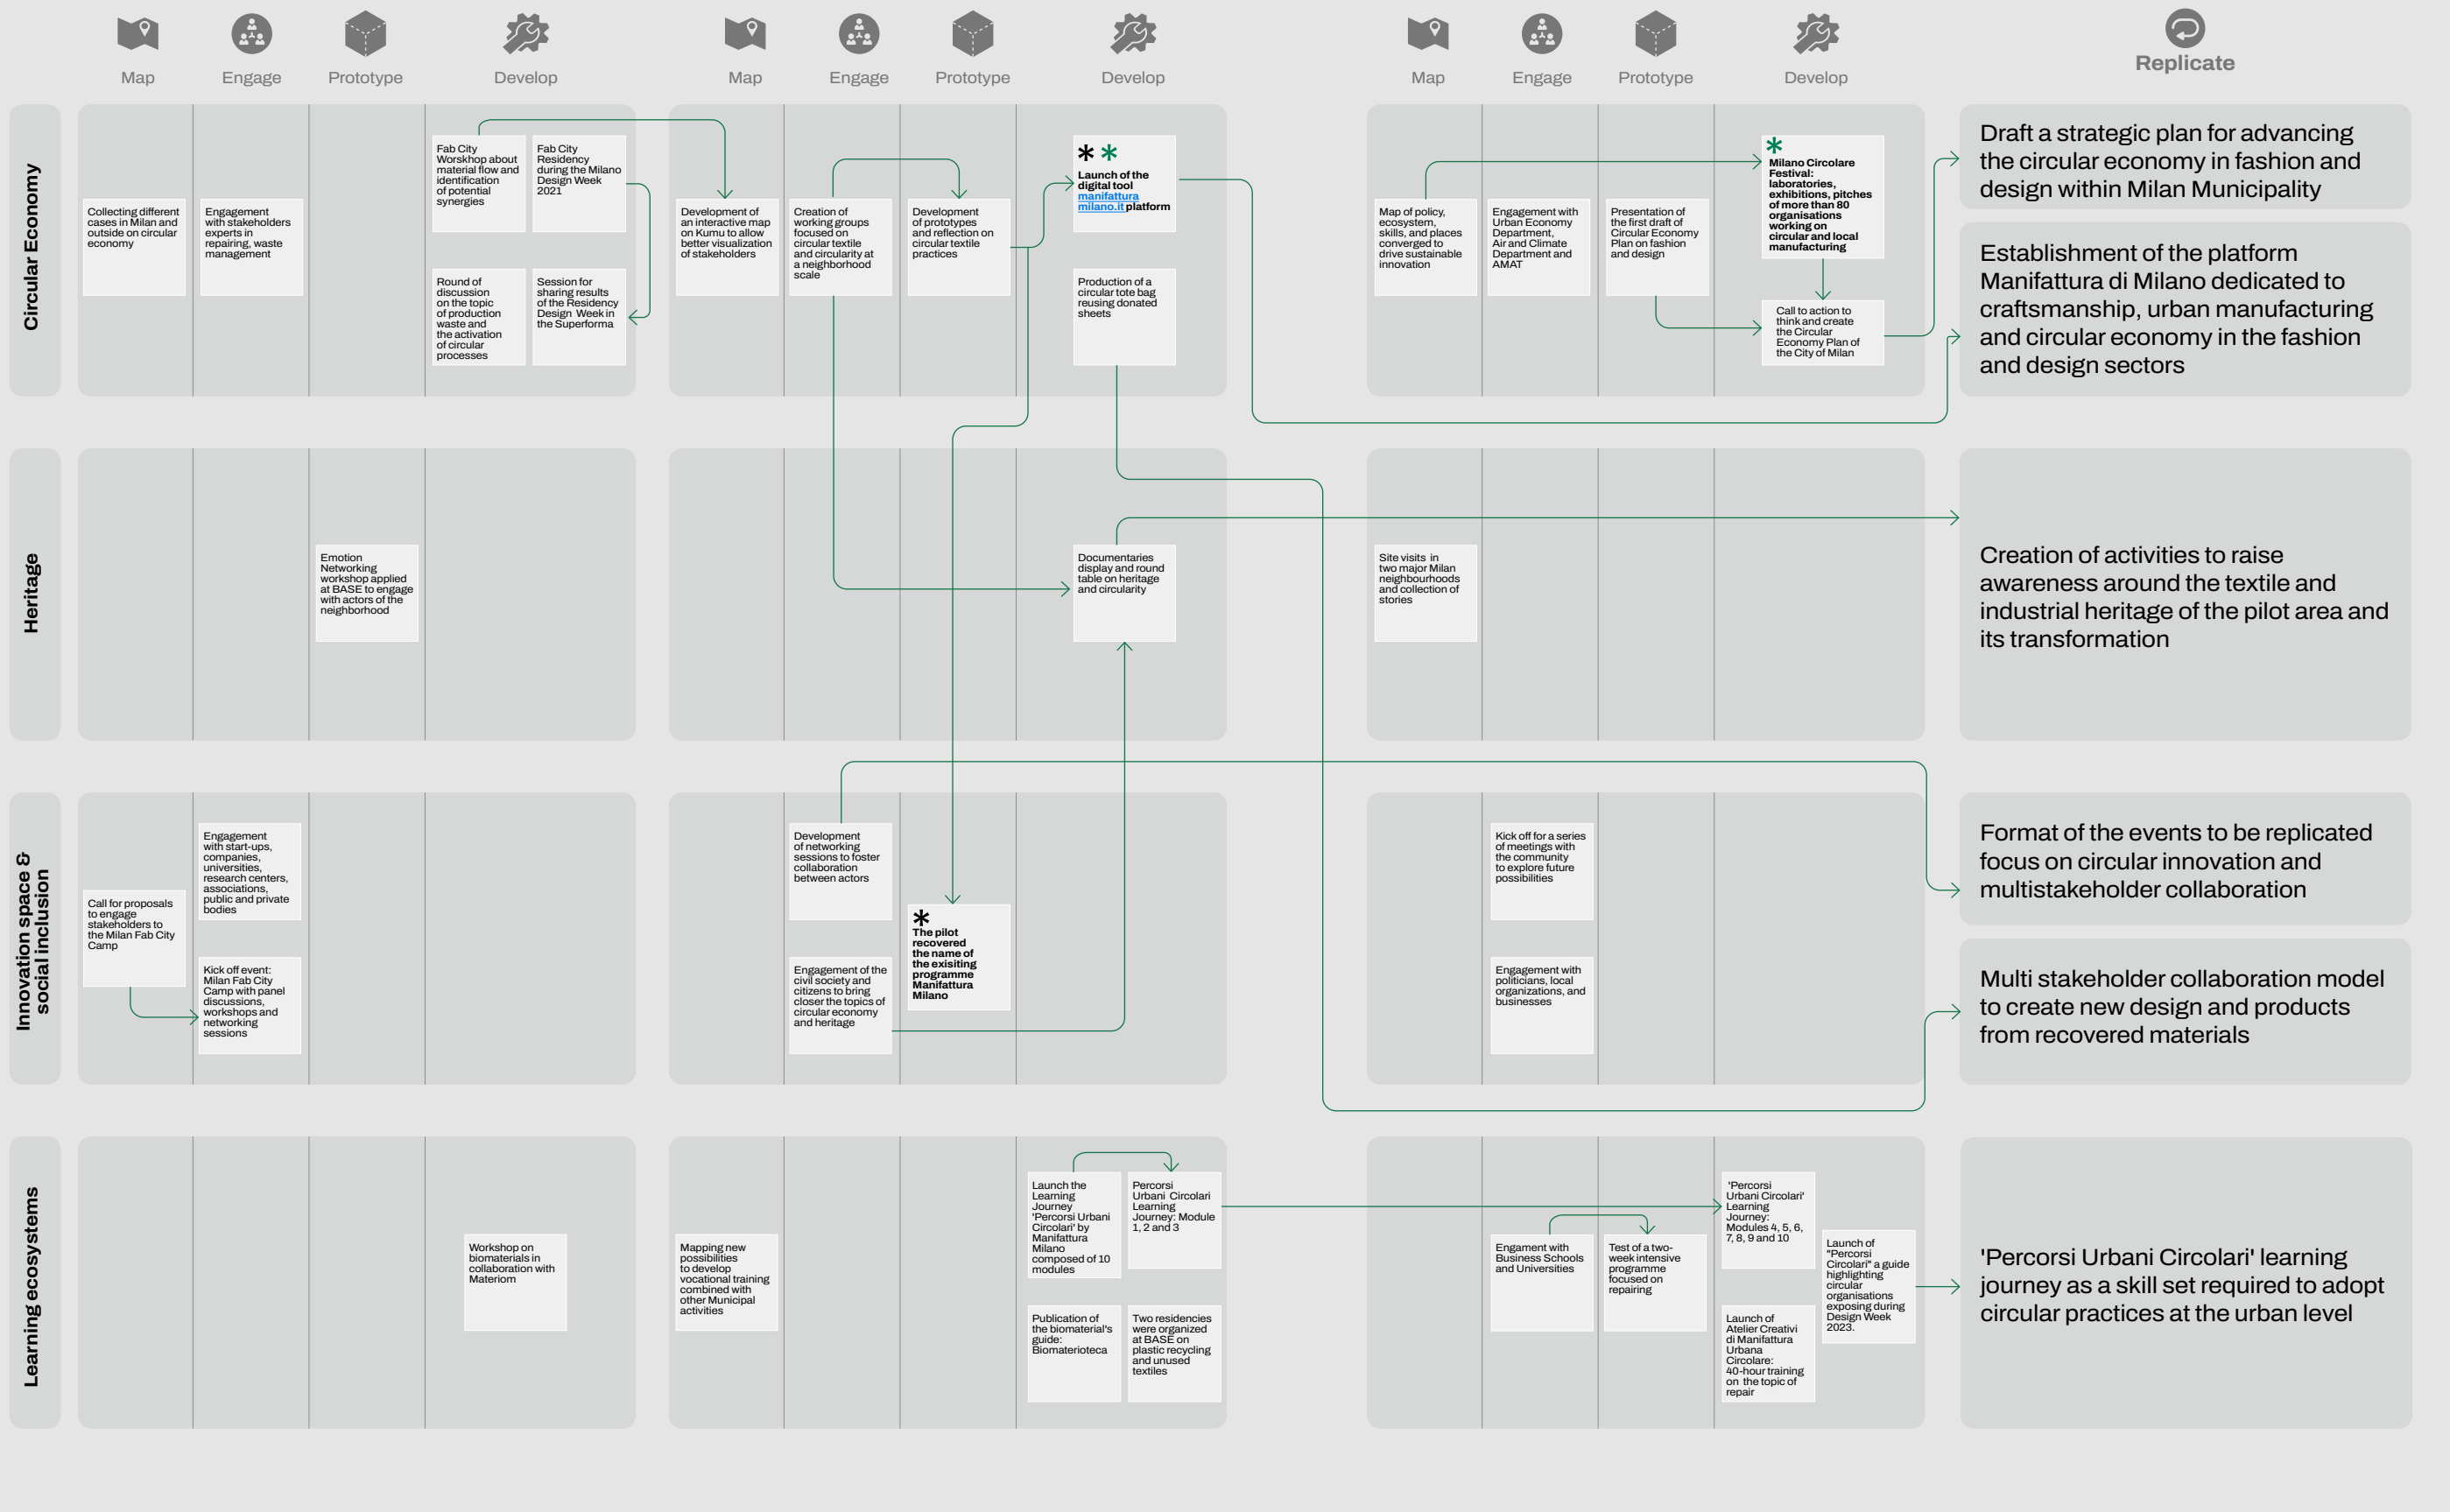 Map
Engage
Prototype
Develop
Map
Engage
Prototype
Develop
Map
Engage
Prototype
Develop
Replicate
Circular Economy
Collecting different
cases in Milan and
outside on circular
economy
Engagement
with stakeholders
experts in
repairing, waste
management
Fab City
Worskhop about
material flow and
identification
of potential
synergies
Fab City
Residency
during the Milano
Design Week
2021
Round of
discussion
on the topic
of production
waste and
the activation
of circular
processes
Session for
sharing results
of the Residency
Design Week in
the Superforma
Development of
an interactive map
on Kumu to allow
better visualization
of stakeholders
Creation of
working groups
focused on
circular textile
and circularity at
a neighborhood
scale
Development
of prototypes
and reflection on
circular textile
practices
* *
Launch of the
digital tool
manifattura
milano.it platform
Production of a
circular tote bag
reusing donated
sheets
Map of policy,
ecosystem,
skills, and places
converged to
drive sustainable
innovation
Engagement with
Urban Economy
Department,
Air and Climate
Department and
AMAT
Presentation of
the first draft of
Circular Economy
Plan on fashion
and design
*
Milano Circolare
Festival:
laboratories,
exhibitions, pitches
of more than 80
organisations
working on
circular and local
manufacturing
Call to action to
think and create
the Circular
Economy Plan of
the City of Milan
Draft a strategic plan for advancing
the circular economy in fashion and
design within Milan Municipality
Establishment of the platform
Manifattura di Milano dedicated to
craftsmanship, urban manufacturing
and circular economy in the fashion
and design sectors
Heritage
Emotion
Networking
workshop applied
at BASE to engage
with actors of the
neighborhood
Documentaries
display and round
table on heritage
and circularity
Site visits in
two major Milan
neighbourhoods
and collection of
stories
Creation of activities to raise
awareness around the textile and
industrial heritage of the pilot area and
its transformation
Innovation space &
social inclusion
Call for proposals
to engage
stakeholders to
the Milan Fab City
Camp
Engagement
with start-ups,
companies,
universities,
research centers,
associations,
public and private
bodies
Kick off event:
Milan Fab City
Camp with panel
discussions,
workshops and
networking
sessions
Development
of networking
sessions to foster
collaboration
between actors
Engagement of the
civil society and
citizens to bring
closer the topics of
circular economy
and heritage
*
The pilot
recovered
the name of
the exisiting
programme
Manifattura
Milano
Kick off for a series
of meetings with
the community
to explore future
possibilities
Engagement with
politicians, local
organizations, and
businesses
Format of the events to be replicated
focus on circular innovation and
multistakeholder collaboration
Multi stakeholder collaboration model
to create new design and products
from recovered materials
Learning ecosystems
Workshop on
biomaterials in
collaboration with
Materiom
Mapping new
possibilities
to develop
vocational training
combined with
other Municipal
activities
Launch the
Learning
Journey
'Percorsi Urbani
Circolari' by
Manifattura
Milano
composed of 10
modules
Percorsi
Urbani Circolari
Learning
Journey: Module
1, 2 and 3
Publication of
the biomaterial's
guide:
Biomaterioteca
Two residencies
were organized
at BASE on
plastic recycling
and unused
textiles
Engament with
Business Schools
and Universities
Test of a two-
week intensive
programme
focused on
repairing
'Percorsi
Urbani Circolari'
Learning
Journey:
Modules 4, 5, 6,
7, 8, 9 and 10
Launch of
Atelier Creativi
di Manifattura
Urbana
Circolare:
40-hour training
on the topic of
repair
Launch of
"Percorsi
Circolari" a guide
highlighting
circular
organisations
exposing during
Design Week
2023.
'Percorsi Urbani Circolari' learning
journey as a skill set required to adopt
circular practices at the urban level